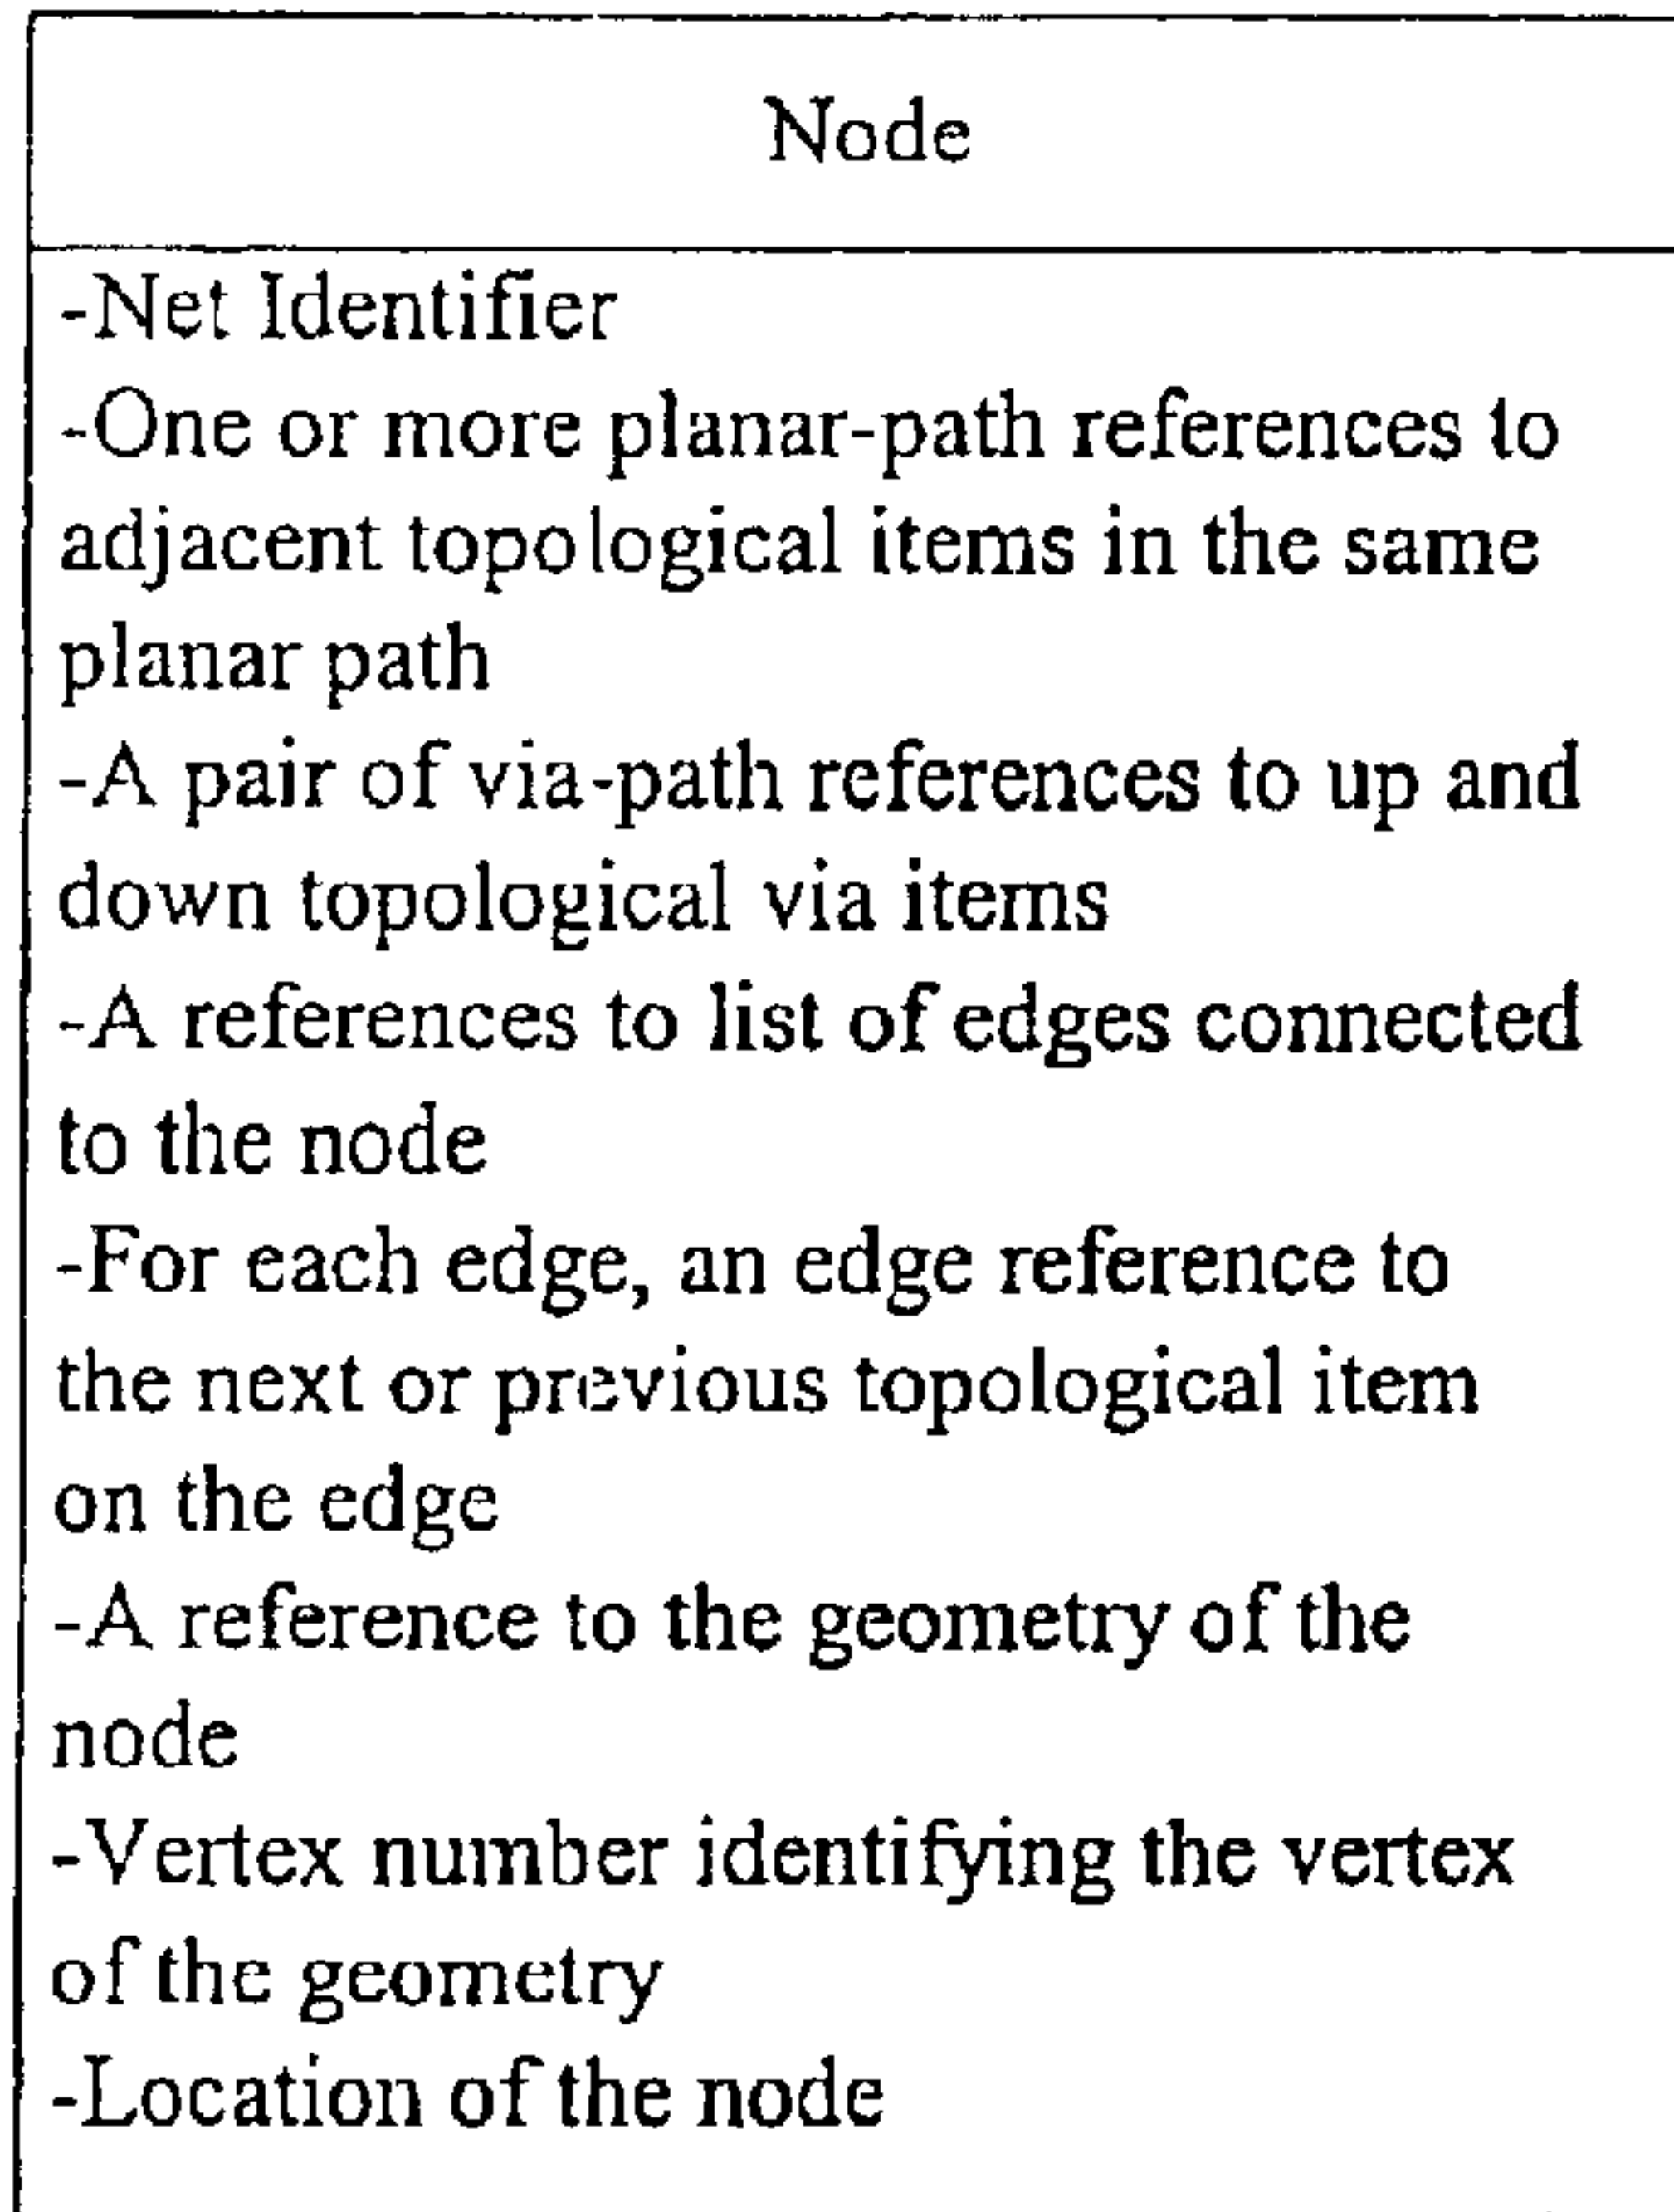 Node
-Net Identifier
-One or more planar-path references to
adjacent topological items in the same
planar path
-A pair of via-path references to up and
down topological via items
-A references to list of edges connected
to the node
-For each edge, an edge reference to
the next or previous topological item
on the edge
-A reference to the geometry of the
node
-Vertex number identifying the vertex
of the geometry
-Location of the node